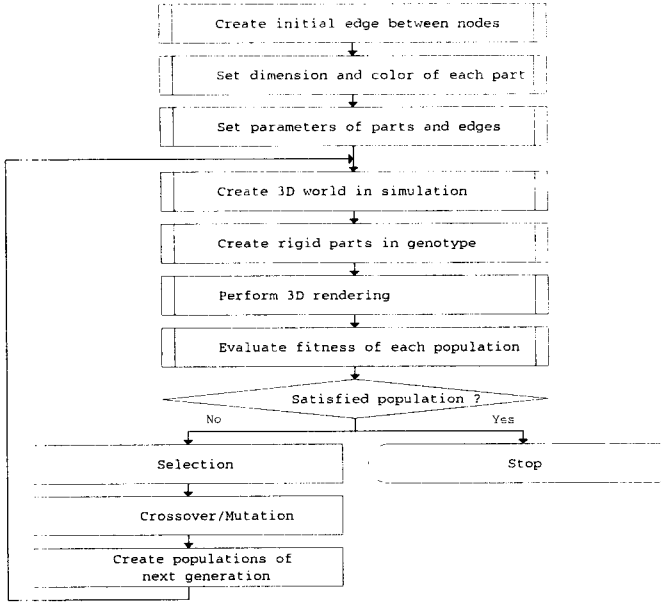 Create initial edge between nodes
Set dimension and color of each part
Set parameters of parts and edges
Create 3D world in simulation
Create rigid parts in genotype
Perform 3D rendering
Evaluate fitness of each population
Satisfied population ?
No
Yes
Selection
Stop
Crossover/Mutation
Create populations of
next generation